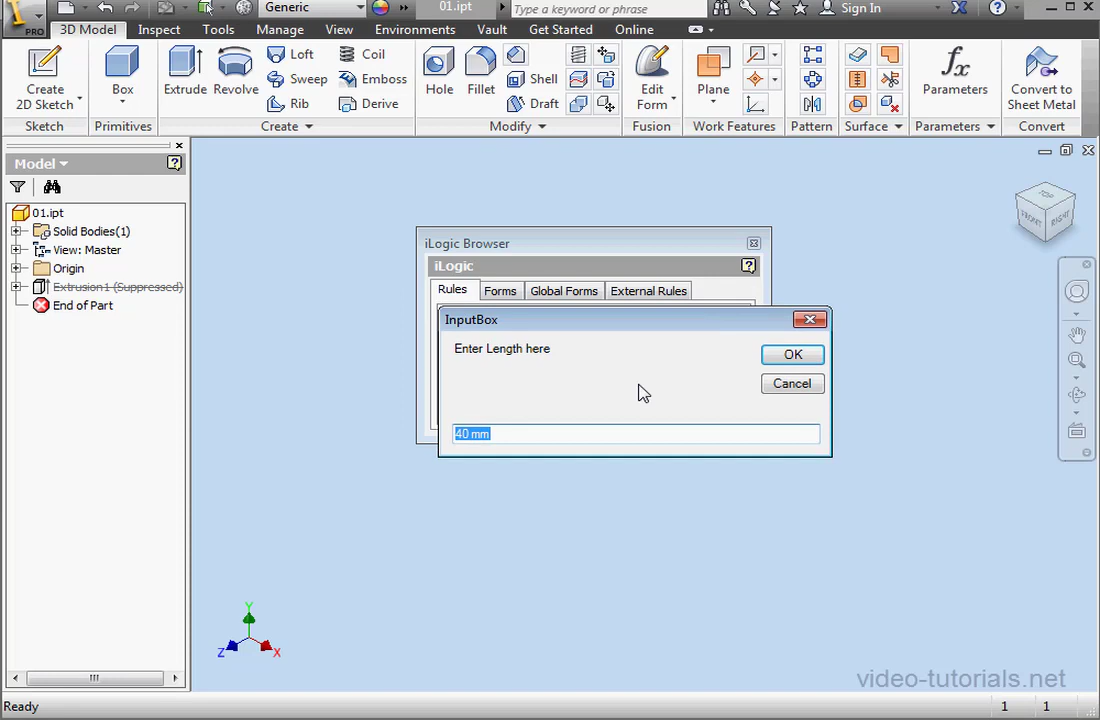 Generic 01.ipt Type a keyword or phrase Sign In
PRO 3D Model Inspect Tools Manage View Environments Vault Get Started Online
Create 2D Sketch
Box
Extrude
Revolve
Loft
Sweep
Rib
Coil
Emboss
Derive
Hole
Fillet
Shell
Draft
Edit Form
Plane
Parameters
Convert to Sheet Metal
Sketch Primitives Create Modify Fusion Work Features Pattern Surface Parameters Convert
Model
01.ipt
Solid Bodies(1)
View: Master
Origin
Extrusion1 (Suppressed)
End of Part
TOP
FRONT RIGHT
iLogic Browser
iLogic
Rules Forms Global Forms External Rules
InputBox
Enter Length here
OK
Cancel
40 mm
Y
Z X
video-tutorials.net
Ready 1 1